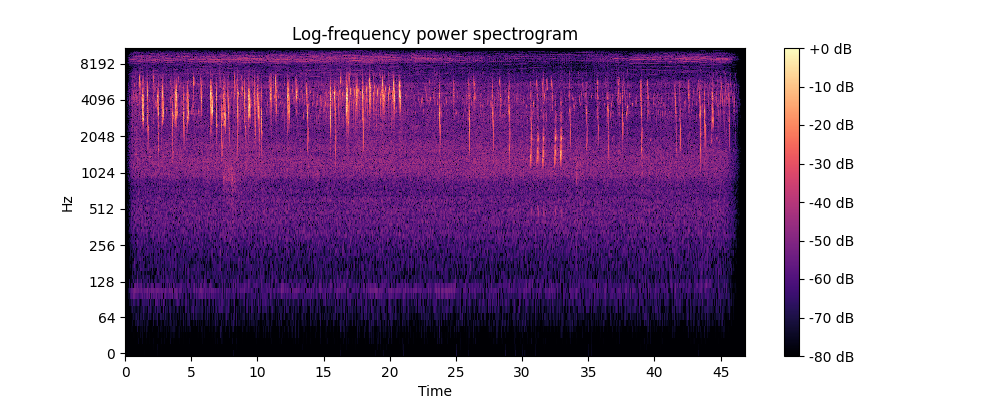 Log-frequency power spectrogram
Hz
8192
4096
2048
1024
512
256
128
64
0
0 5 10 15 20 25 30 35 40 45
Time
+0 dB
-10 dB
-20 dB
-30 dB
-40 dB
-50 dB
-60 dB
-70 dB
-80 dB